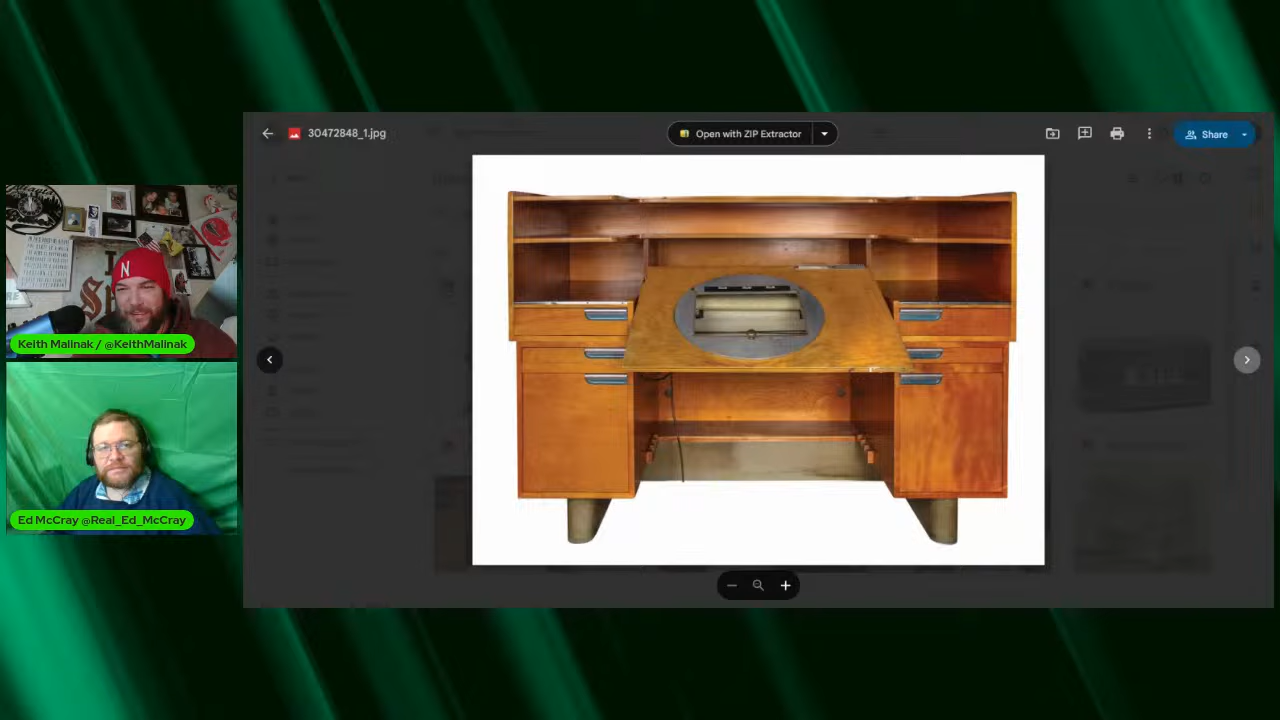 30472848_1.jpg
Open with ZIP Extractor
Share
N
Keith Malinak / @KeithMalinak
Ed McCray @Real_Ed_McCray